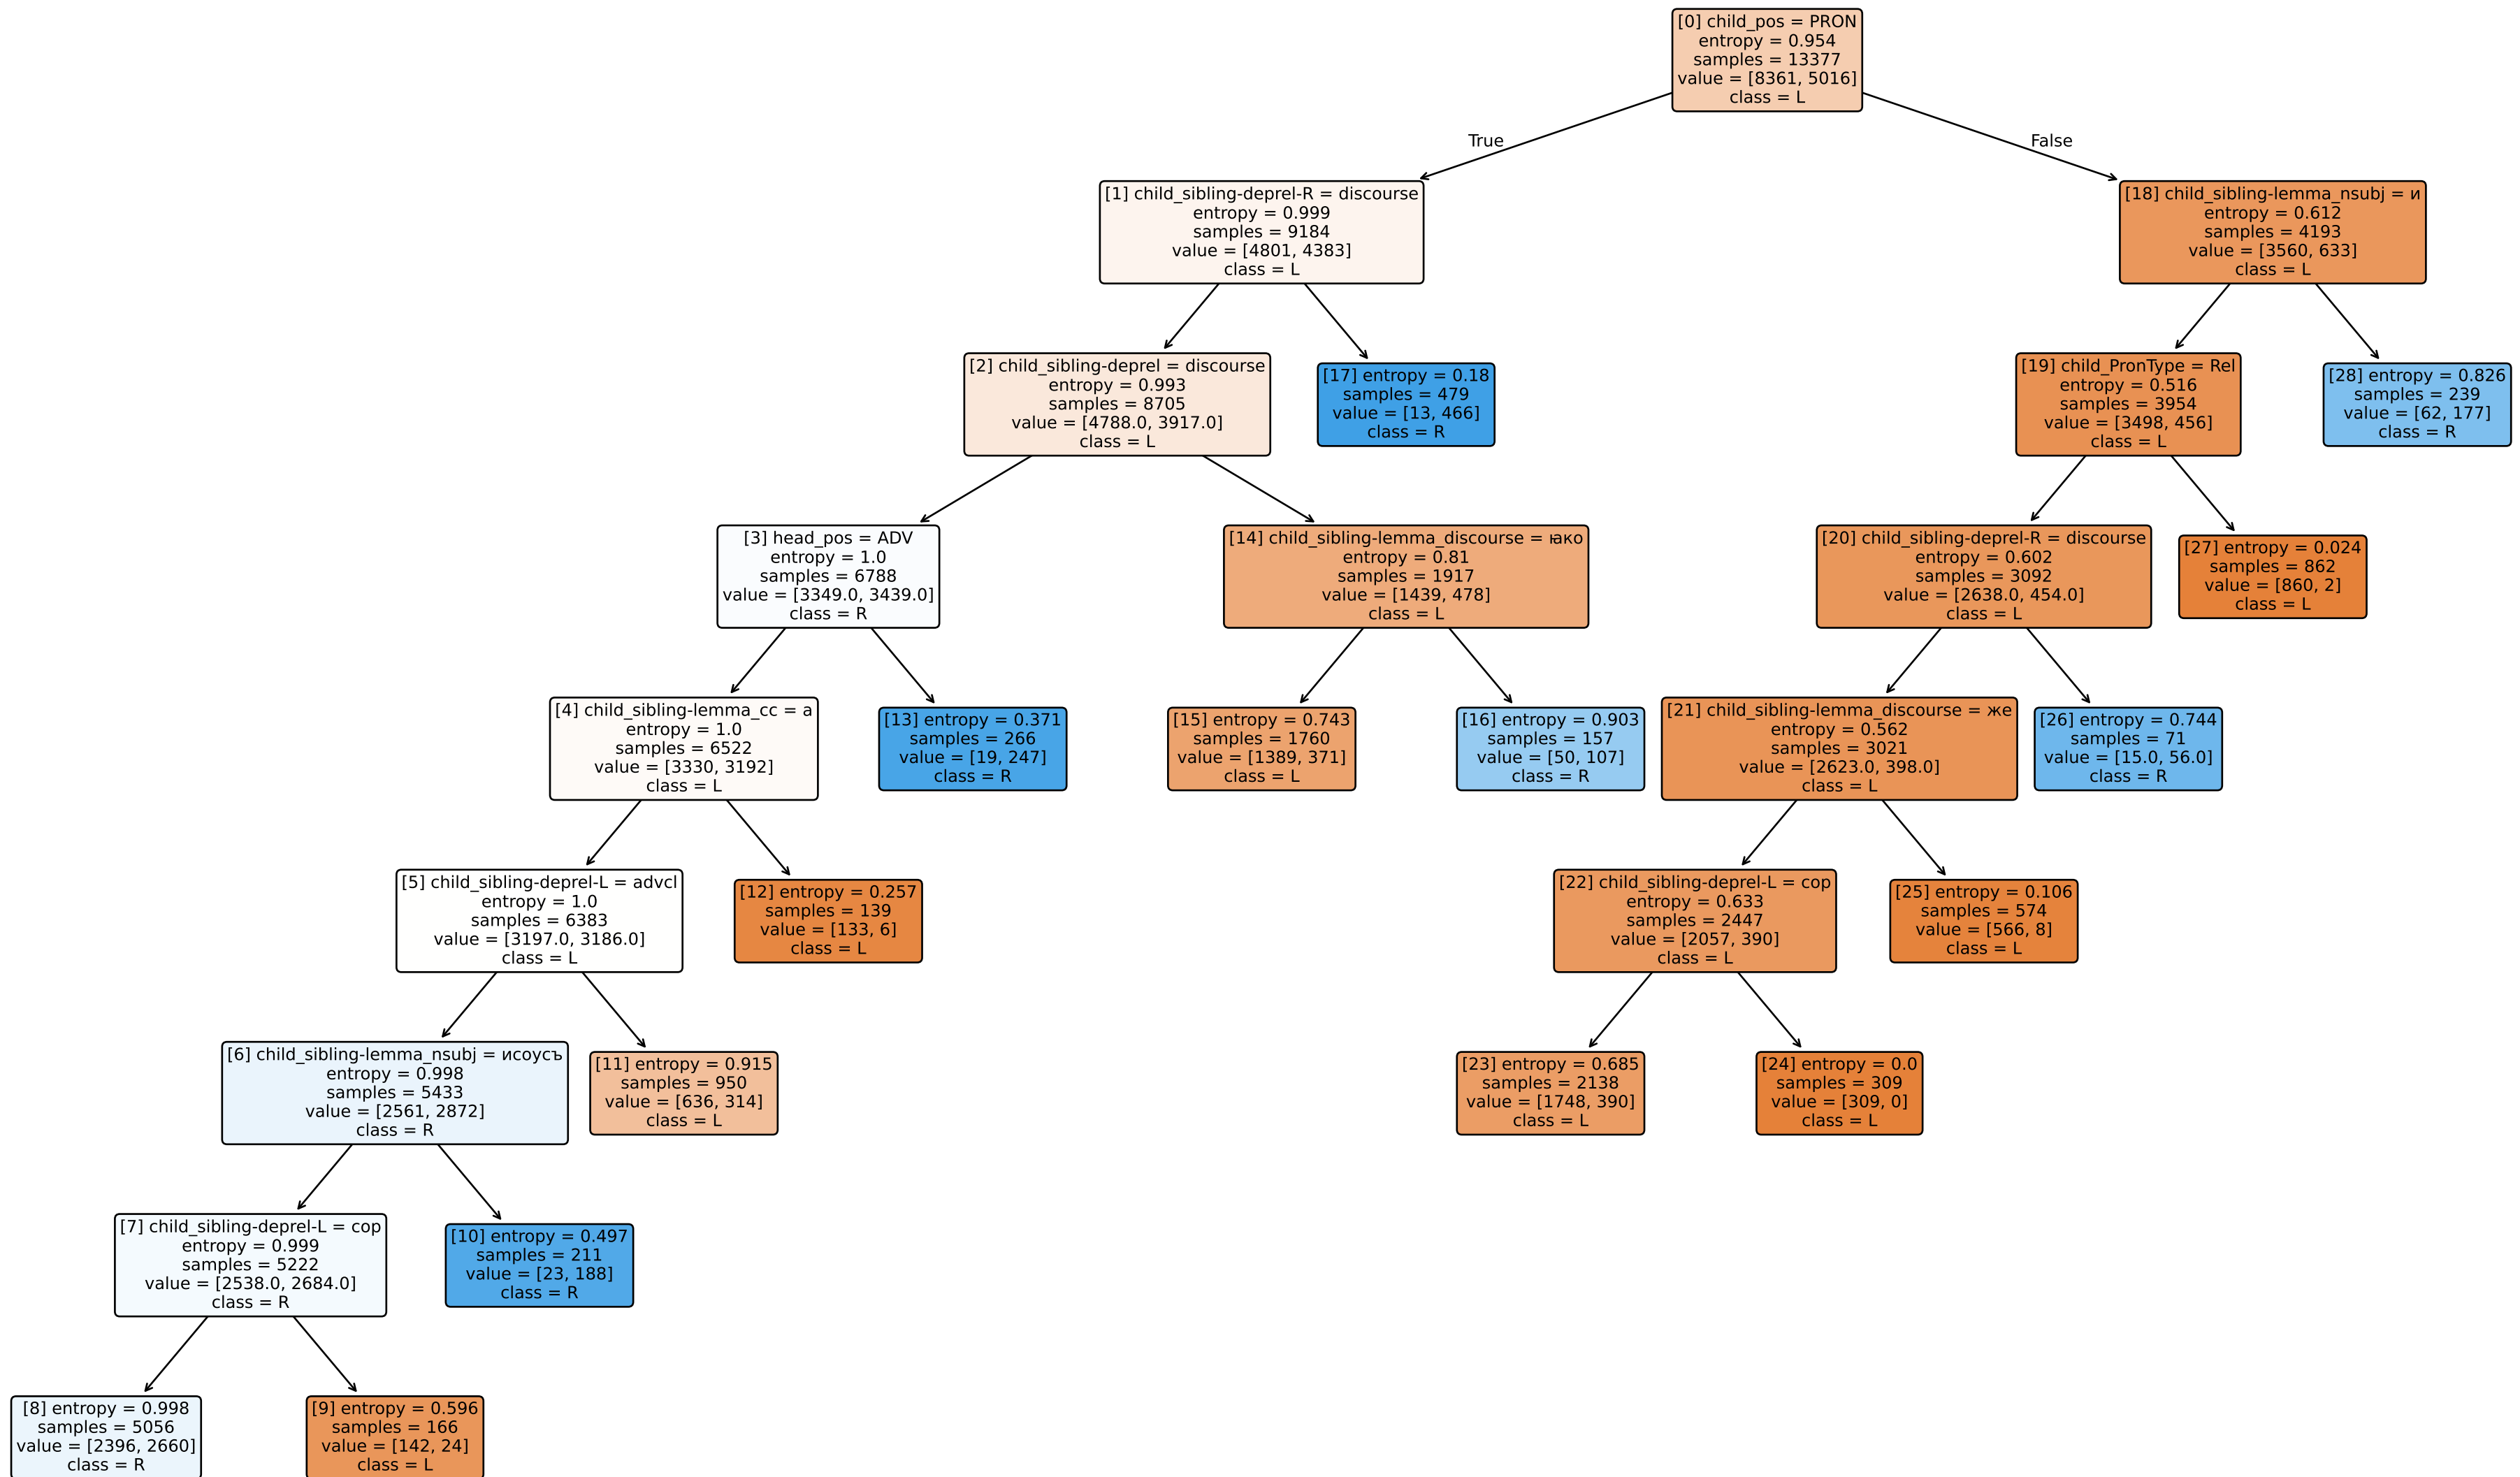 [0] child_pos = PRON
entropy = 0.954
samples = 13377
value = [8361, 5016]
class = L
True
False
[1] child_sibling-deprel-R = discourse
entropy = 0.999
samples = 9184
value = [4801, 4383]
class = L
[18] child_sibling-lemma_nsubj = и
entropy = 0.612
samples = 4193
value = [3560, 633]
class = L
[2] child_sibling-deprel = discourse
entropy = 0.993
samples = 8705
value = [4788.0, 3917.0]
class = L
[17] entropy = 0.18
samples = 479
value = [13, 466]
class = R
[19] child_PronType = Rel
entropy = 0.516
samples = 3954
value = [3498, 456]
class = L
[28] entropy = 0.826
samples = 239
value = [62, 177]
class = R
[3] head_pos = ADV
entropy = 1.0
samples = 6788
value = [3349.0, 3439.0]
class = R
[14] child_sibling-lemma_discourse = ꙗко
entropy = 0.81
samples = 1917
value = [1439, 478]
class = L
[20] child_sibling-deprel-R = discourse
entropy = 0.602
samples = 3092
value = [2638.0, 454.0]
class = L
[27] entropy = 0.024
samples = 862
value = [860, 2]
class = L
[4] child_sibling-lemma_cc = а
entropy = 1.0
samples = 6522
value = [3330, 3192]
class = L
[13] entropy = 0.371
samples = 266
value = [19, 247]
class = R
[15] entropy = 0.743
samples = 1760
value = [1389, 371]
class = L
[16] entropy = 0.903
samples = 157
value = [50, 107]
class = R
[21] child_sibling-lemma_discourse = же
entropy = 0.562
samples = 3021
value = [2623.0, 398.0]
class = L
[26] entropy = 0.744
samples = 71
value = [15.0, 56.0]
class = R
[5] child_sibling-deprel-L = advcl
entropy = 1.0
samples = 6383
value = [3197.0, 3186.0]
class = L
[12] entropy = 0.257
samples = 139
value = [133, 6]
class = L
[22] child_sibling-deprel-L = cop
entropy = 0.633
samples = 2447
value = [2057, 390]
class = L
[25] entropy = 0.106
samples = 574
value = [566, 8]
class = L
[6] child_sibling-lemma_nsubj = исоусъ
entropy = 0.998
samples = 5433
value = [2561, 2872]
class = R
[11] entropy = 0.915
samples = 950
value = [636, 314]
class = L
[23] entropy = 0.685
samples = 2138
value = [1748, 390]
class = L
[24] entropy = 0.0
samples = 309
value = [309, 0]
class = L
[7] child_sibling-deprel-L = cop
entropy = 0.999
samples = 5222
value = [2538.0, 2684.0]
class = R
[10] entropy = 0.497
samples = 211
value = [23, 188]
class = R
[8] entropy = 0.998
samples = 5056
value = [2396, 2660]
class = R
[9] entropy = 0.596
samples = 166
value = [142, 24]
class = L